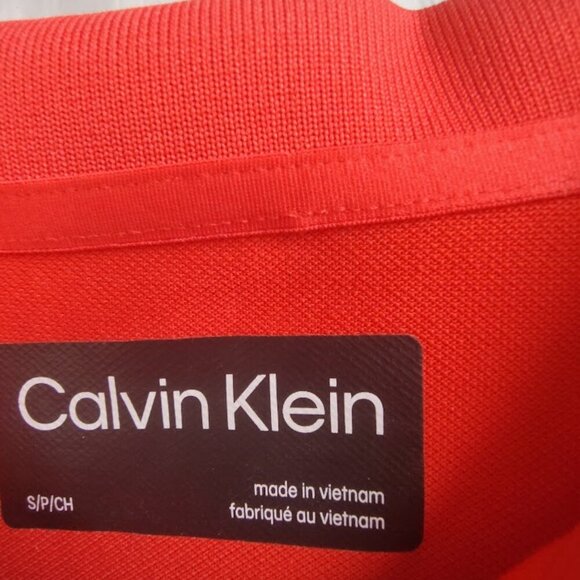 Calvin Klein
S/P/CH
made in vietnam
fabriqué au vietnam